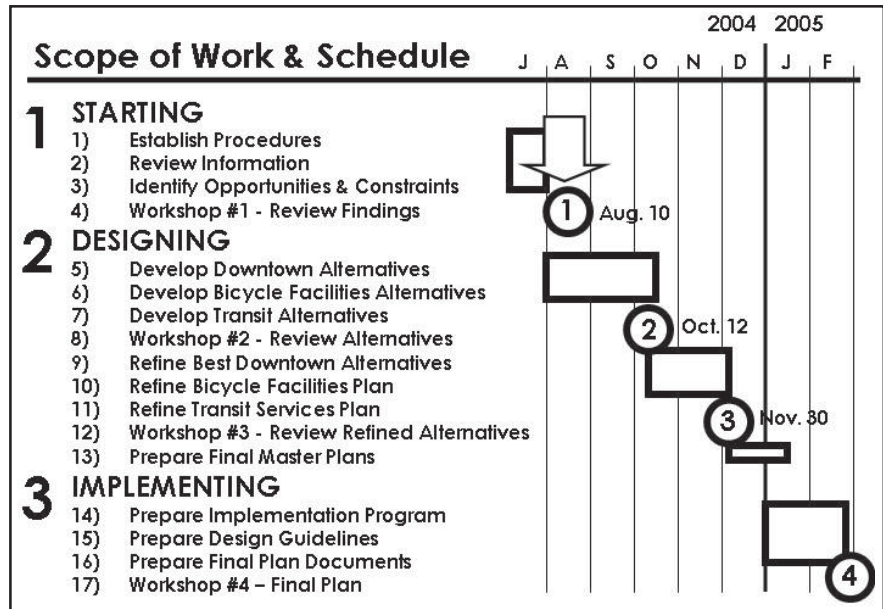 2004 2005
Scope of Work & Schedule J A S O N D J F
1 STARTING
1) Establish Procedures
2) Review Information
3) Identify Opportunities & Constraints
4) Workshop #1 - Review Findings 1 Aug. 10
2 DESIGNING
5) Develop Downtown Alternatives
6) Develop Bicycle Facilities Alternatives
7) Develop Transit Alternatives
8) Workshop #2 - Review Alternatives 2 Oct. 12
9) Refine Best Downtown Alternatives
10) Refine Bicycle Facilities Plan
11) Refine Transit Services Plan
12) Workshop #3 - Review Refined Alternatives 3 Nov. 30
13) Prepare Final Master Plans
3 IMPLEMENTING
14) Prepare Implementation Program
15) Prepare Design Guidelines
16) Prepare Final Plan Documents
17) Workshop #4 – Final Plan 4